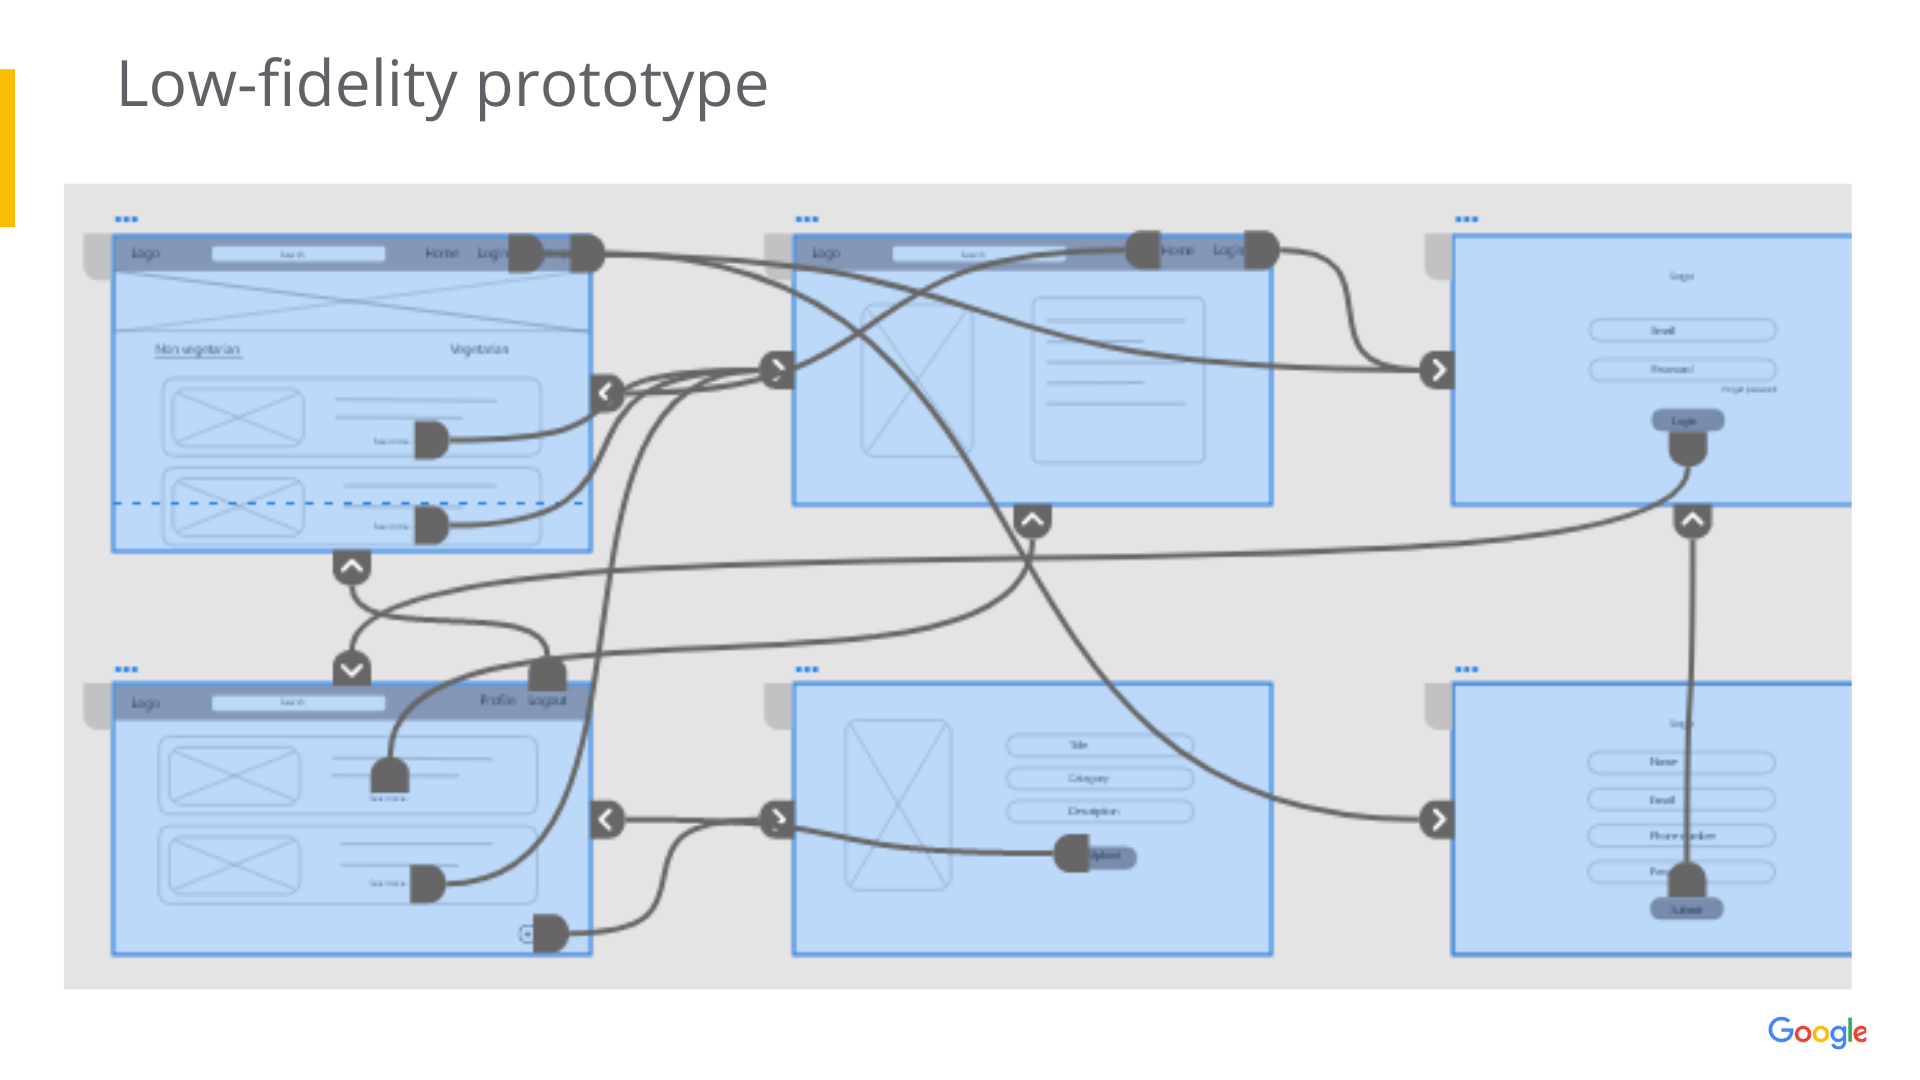 Low-fidelity prototype
Logo Search Home Login
Non vegetarian Vegetarian
See more..
See more..
Logo Search Home Login
Logo
Email
Password
Forgot password
Login
Logo Search Profile Logout
See more..
See more..
Title
Category
Description
Upload
Logo
Name
Email
Phone number
Submit
Google